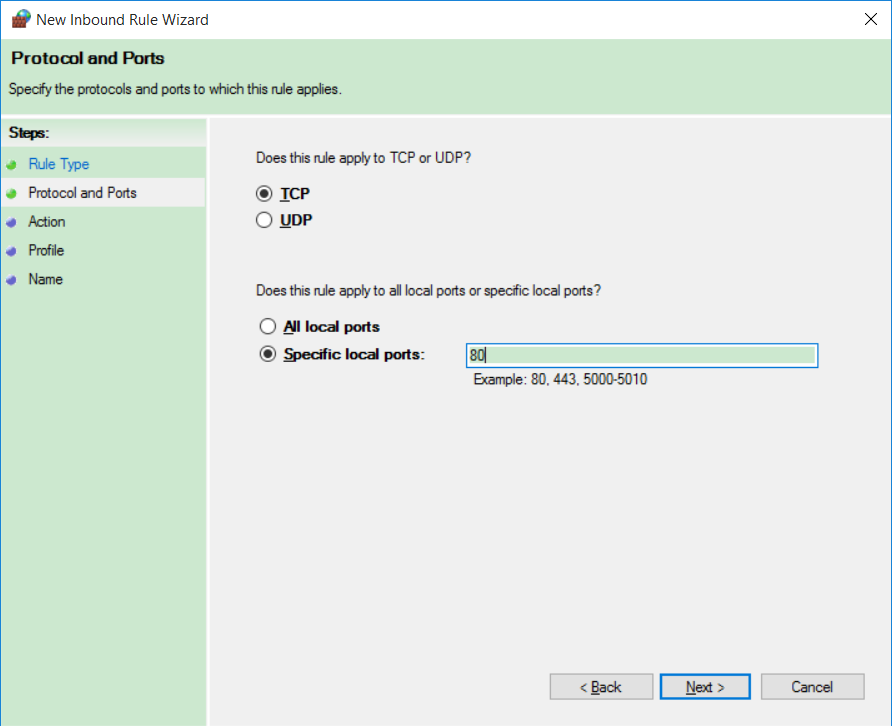 New Inbound Rule Wizard
Protocol and Ports
Specify the protocols and ports to which this rule applies.
Steps:
Rule Type
Protocol and Ports
Action
Profile
Name
Does this rule apply to TCP or UDP?
TCP
UDP
Does this rule apply to all local ports or specific local ports?
All local ports
Specific local ports: 80
Example: 80, 443, 5000-5010
< Back Next > Cancel